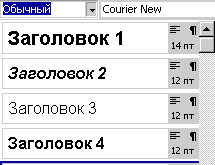 Обычный Courier New
Заголовок 1 ¶
14 пт
Заголовок 2 ¶
12 пт
Заголовок 3 ¶
12 пт
Заголовок 4 ¶
12 пт